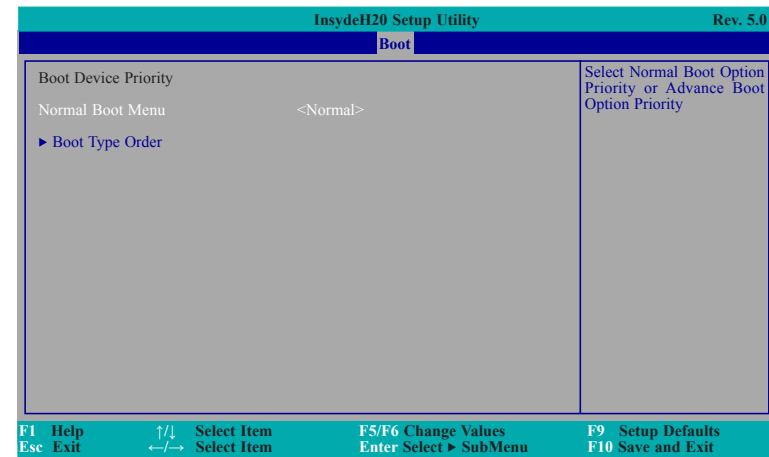 InsydeH20 Setup Utility Rev. 5.0
Boot
Boot Device Priority
Normal Boot Menu <Normal>
▶ Boot Type Order
Select Normal Boot Option
Priority or Advance Boot
Option Priority
F1 Help ↑/↓ Select Item F5/F6 Change Values F9 Setup Defaults
Esc Exit ←/→ Select Item Enter Select ▶ SubMenu F10 Save and Exit